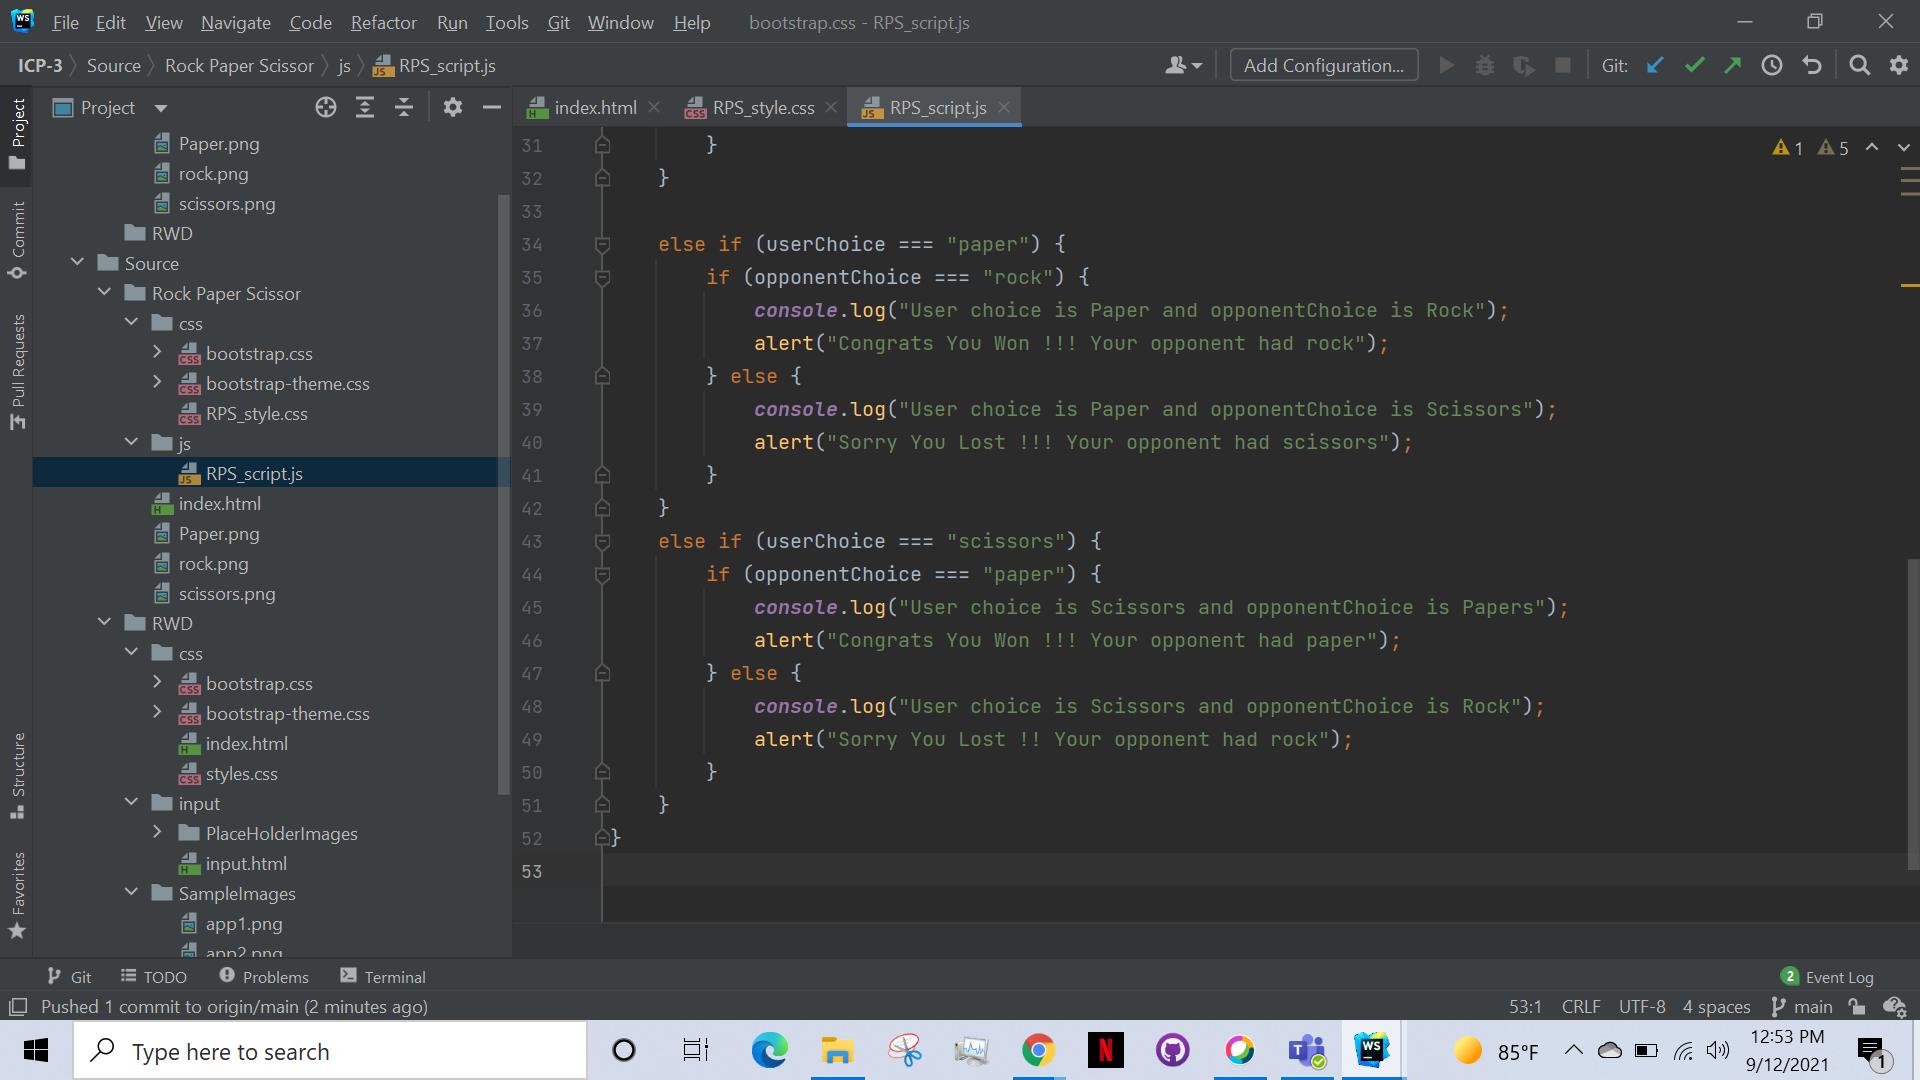 File Edit View Navigate Code Refactor Run Tools Git Window Help bootstrap.css - RPS_script.js
ICP-3 Source Rock Paper Scissor js RPS_script.js Add Configuration... Git:
Project
index.html RPS_style.css RPS_script.js
Project
Commit
Pull Requests
Structure
Favorites
Paper.png
rock.png
scissors.png
RWD
Source
Rock Paper Scissor
css
bootstrap.css
bootstrap-theme.css
RPS_style.css
js
RPS_script.js
index.html
Paper.png
rock.png
scissors.png
RWD
css
bootstrap.css
bootstrap-theme.css
index.html
styles.css
input
PlaceHolderImages
input.html
SampleImages
app1.png
app2.png
1 5
31 }
32 }
33
34 else if (userChoice === "paper") {
35 if (opponentChoice === "rock") {
36 console.log("User choice is Paper and opponentChoice is Rock");
37 alert("Congrats You Won !!! Your opponent had rock");
38 } else {
39 console.log("User choice is Paper and opponentChoice is Scissors");
40 alert("Sorry You Lost !!! Your opponent had scissors");
41 }
42 }
43 else if (userChoice === "scissors") {
44 if (opponentChoice === "paper") {
45 console.log("User choice is Scissors and opponentChoice is Papers");
46 alert("Congrats You Won !!! Your opponent had paper");
47 } else {
48 console.log("User choice is Scissors and opponentChoice is Rock");
49 alert("Sorry You Lost !! Your opponent had rock");
50 }
51 }
52 }
53
Git TODO Problems Terminal 2 Event Log
Pushed 1 commit to origin/main (2 minutes ago) 53:1 CRLF UTF-8 4 spaces main
Type here to search
85°F
12:53 PM
9/12/2021
1